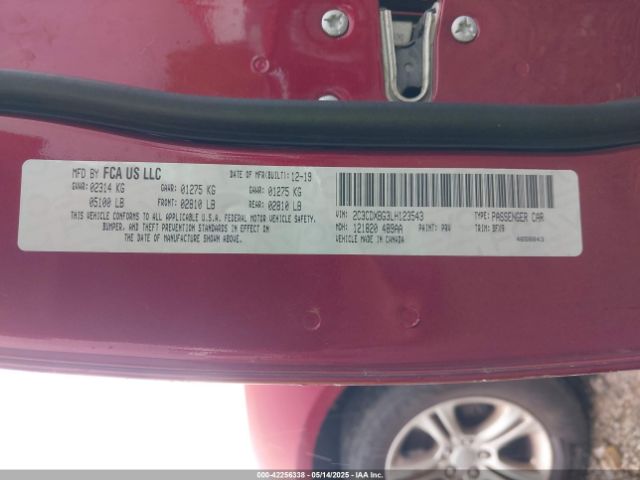 MFD BY FCA US LLC
DATE OF MFR(BUILT): 12-19
GVWR: 02314 KG GAWR: 01275 KG GAWR: 01275 KG
05100 LB FRONT: 02810 LB REAR: 02810 LB
THIS VEHICLE CONFORMS TO ALL APPLICABLE U.S.A. FEDERAL MOTOR VEHICLE SAFETY,
BUMPER, AND THEFT PREVENTION STANDARDS IN EFFECT ON
THE DATE OF MANUFACTURE SHOWN ABOVE.
VIN: 2C3CDXBG3LH123543 TYPE: PASSENGER CAR
MDH: 121820 489AA PAINT: PRV TRIM:
VEHICLE MADE IN CANADA
000-42256338 - 05/14/2025 - IAA Inc.